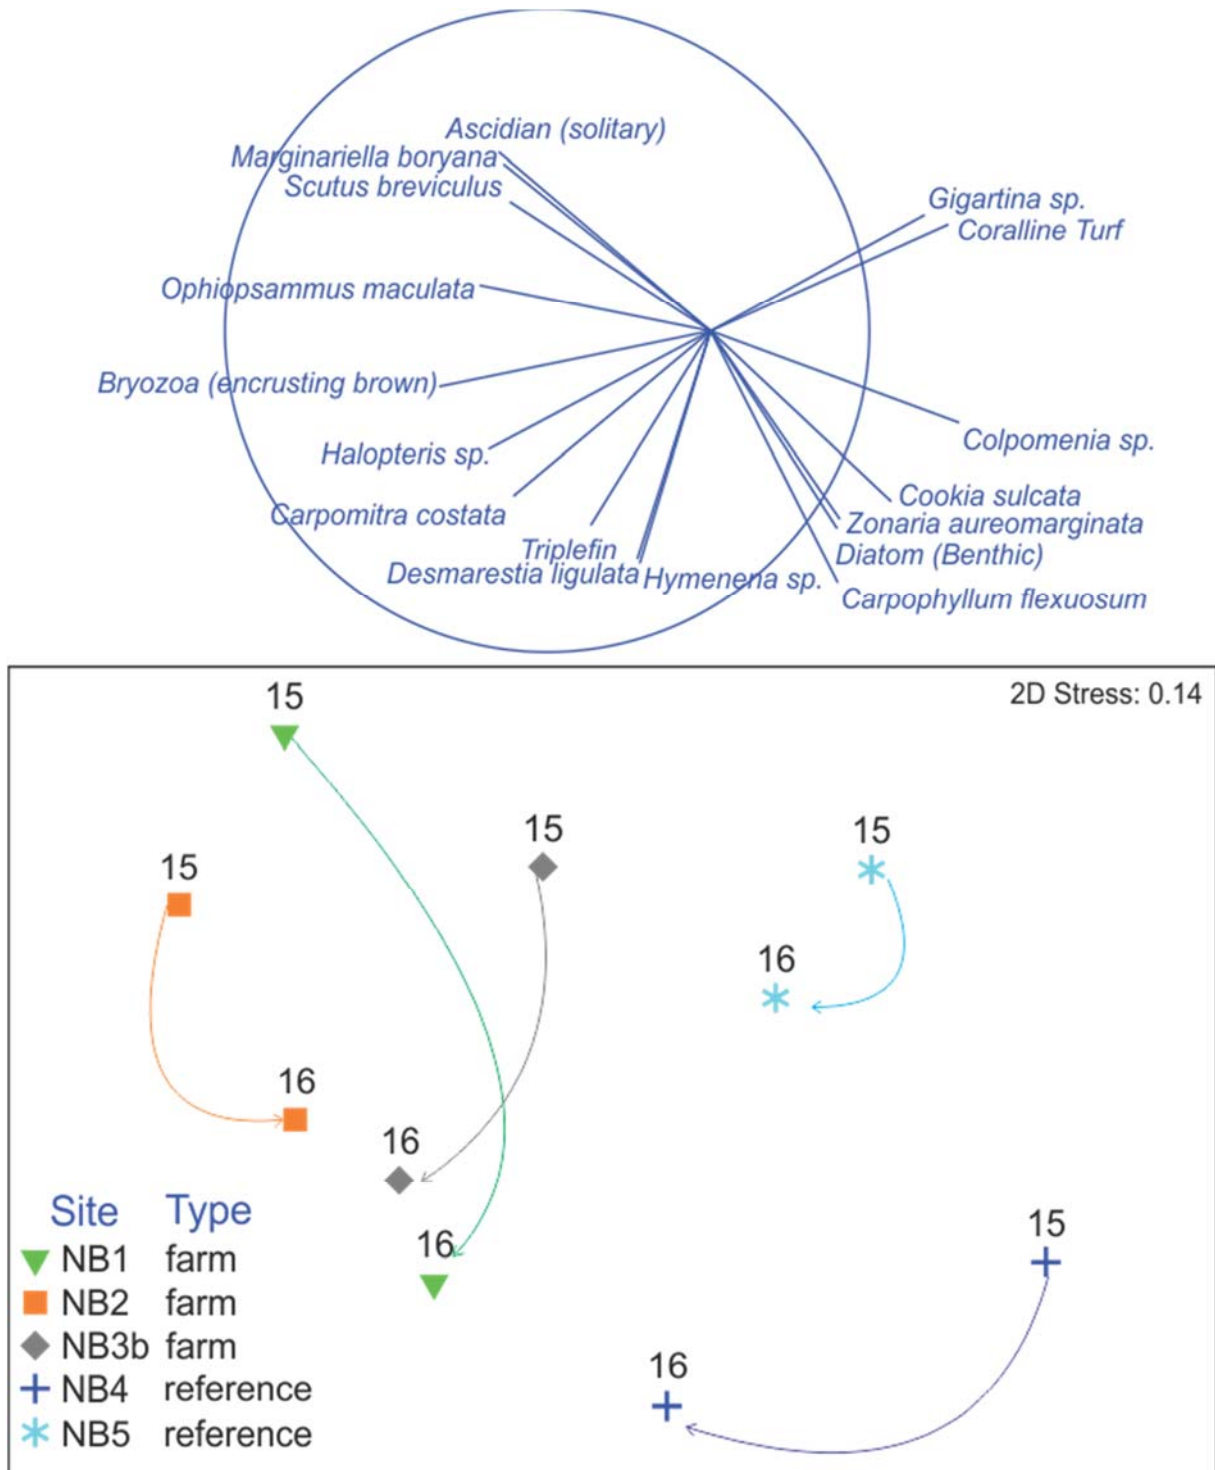 Ascidian (solitary)
Marginariella boryana
Scutus breviculus
Gigartina sp.
Coralline Turf
Ophiopsammus maculata
Bryozoa (encrusting brown)
Halopteris sp.
Colpomenia sp.
Carpomitra costata
Cookia sulcata
Zonaria aureomarginata
Triplefin
Diatom (Benthic)
Desmarestia ligulata
Hymenena sp.
Carpophyllum flexuosum
2D Stress: 0.14
15
15
15
15
16
16
16
16
15
16
Site Type
NB1 farm
NB2 farm
NB3b farm
NB4 reference
NB5 reference